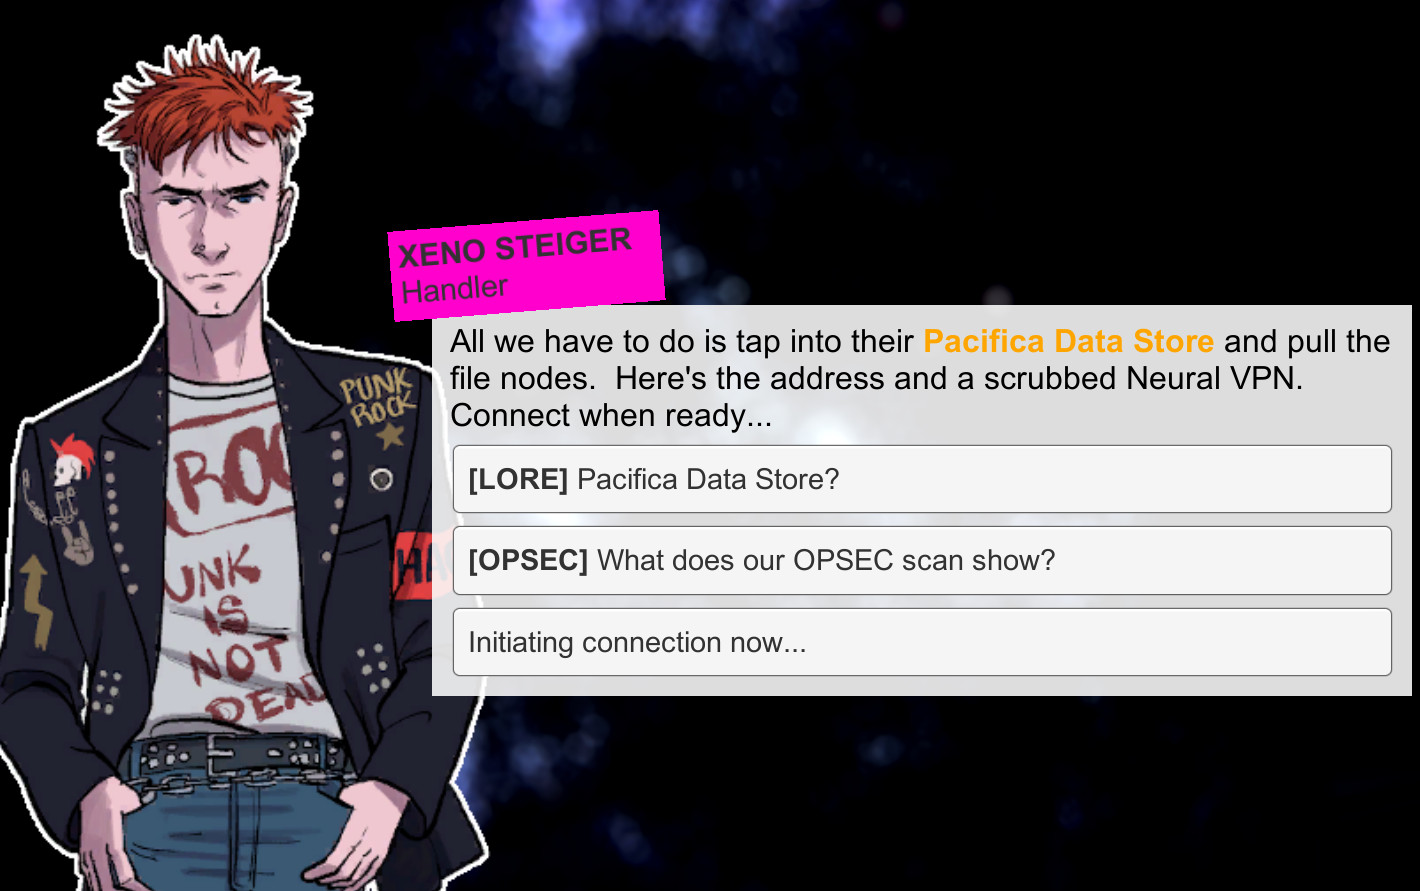 XENO STEIGER
Handler
All we have to do is tap into their Pacifica Data Store and pull the
file nodes.  Here's the address and a scrubbed Neural VPN.
Connect when ready...
[LORE] Pacifica Data Store?
[OPSEC] What does our OPSEC scan show?
Initiating connection now...
PUNK
ROCK
ROC
UNK
IS
NOT
DEAD
HA